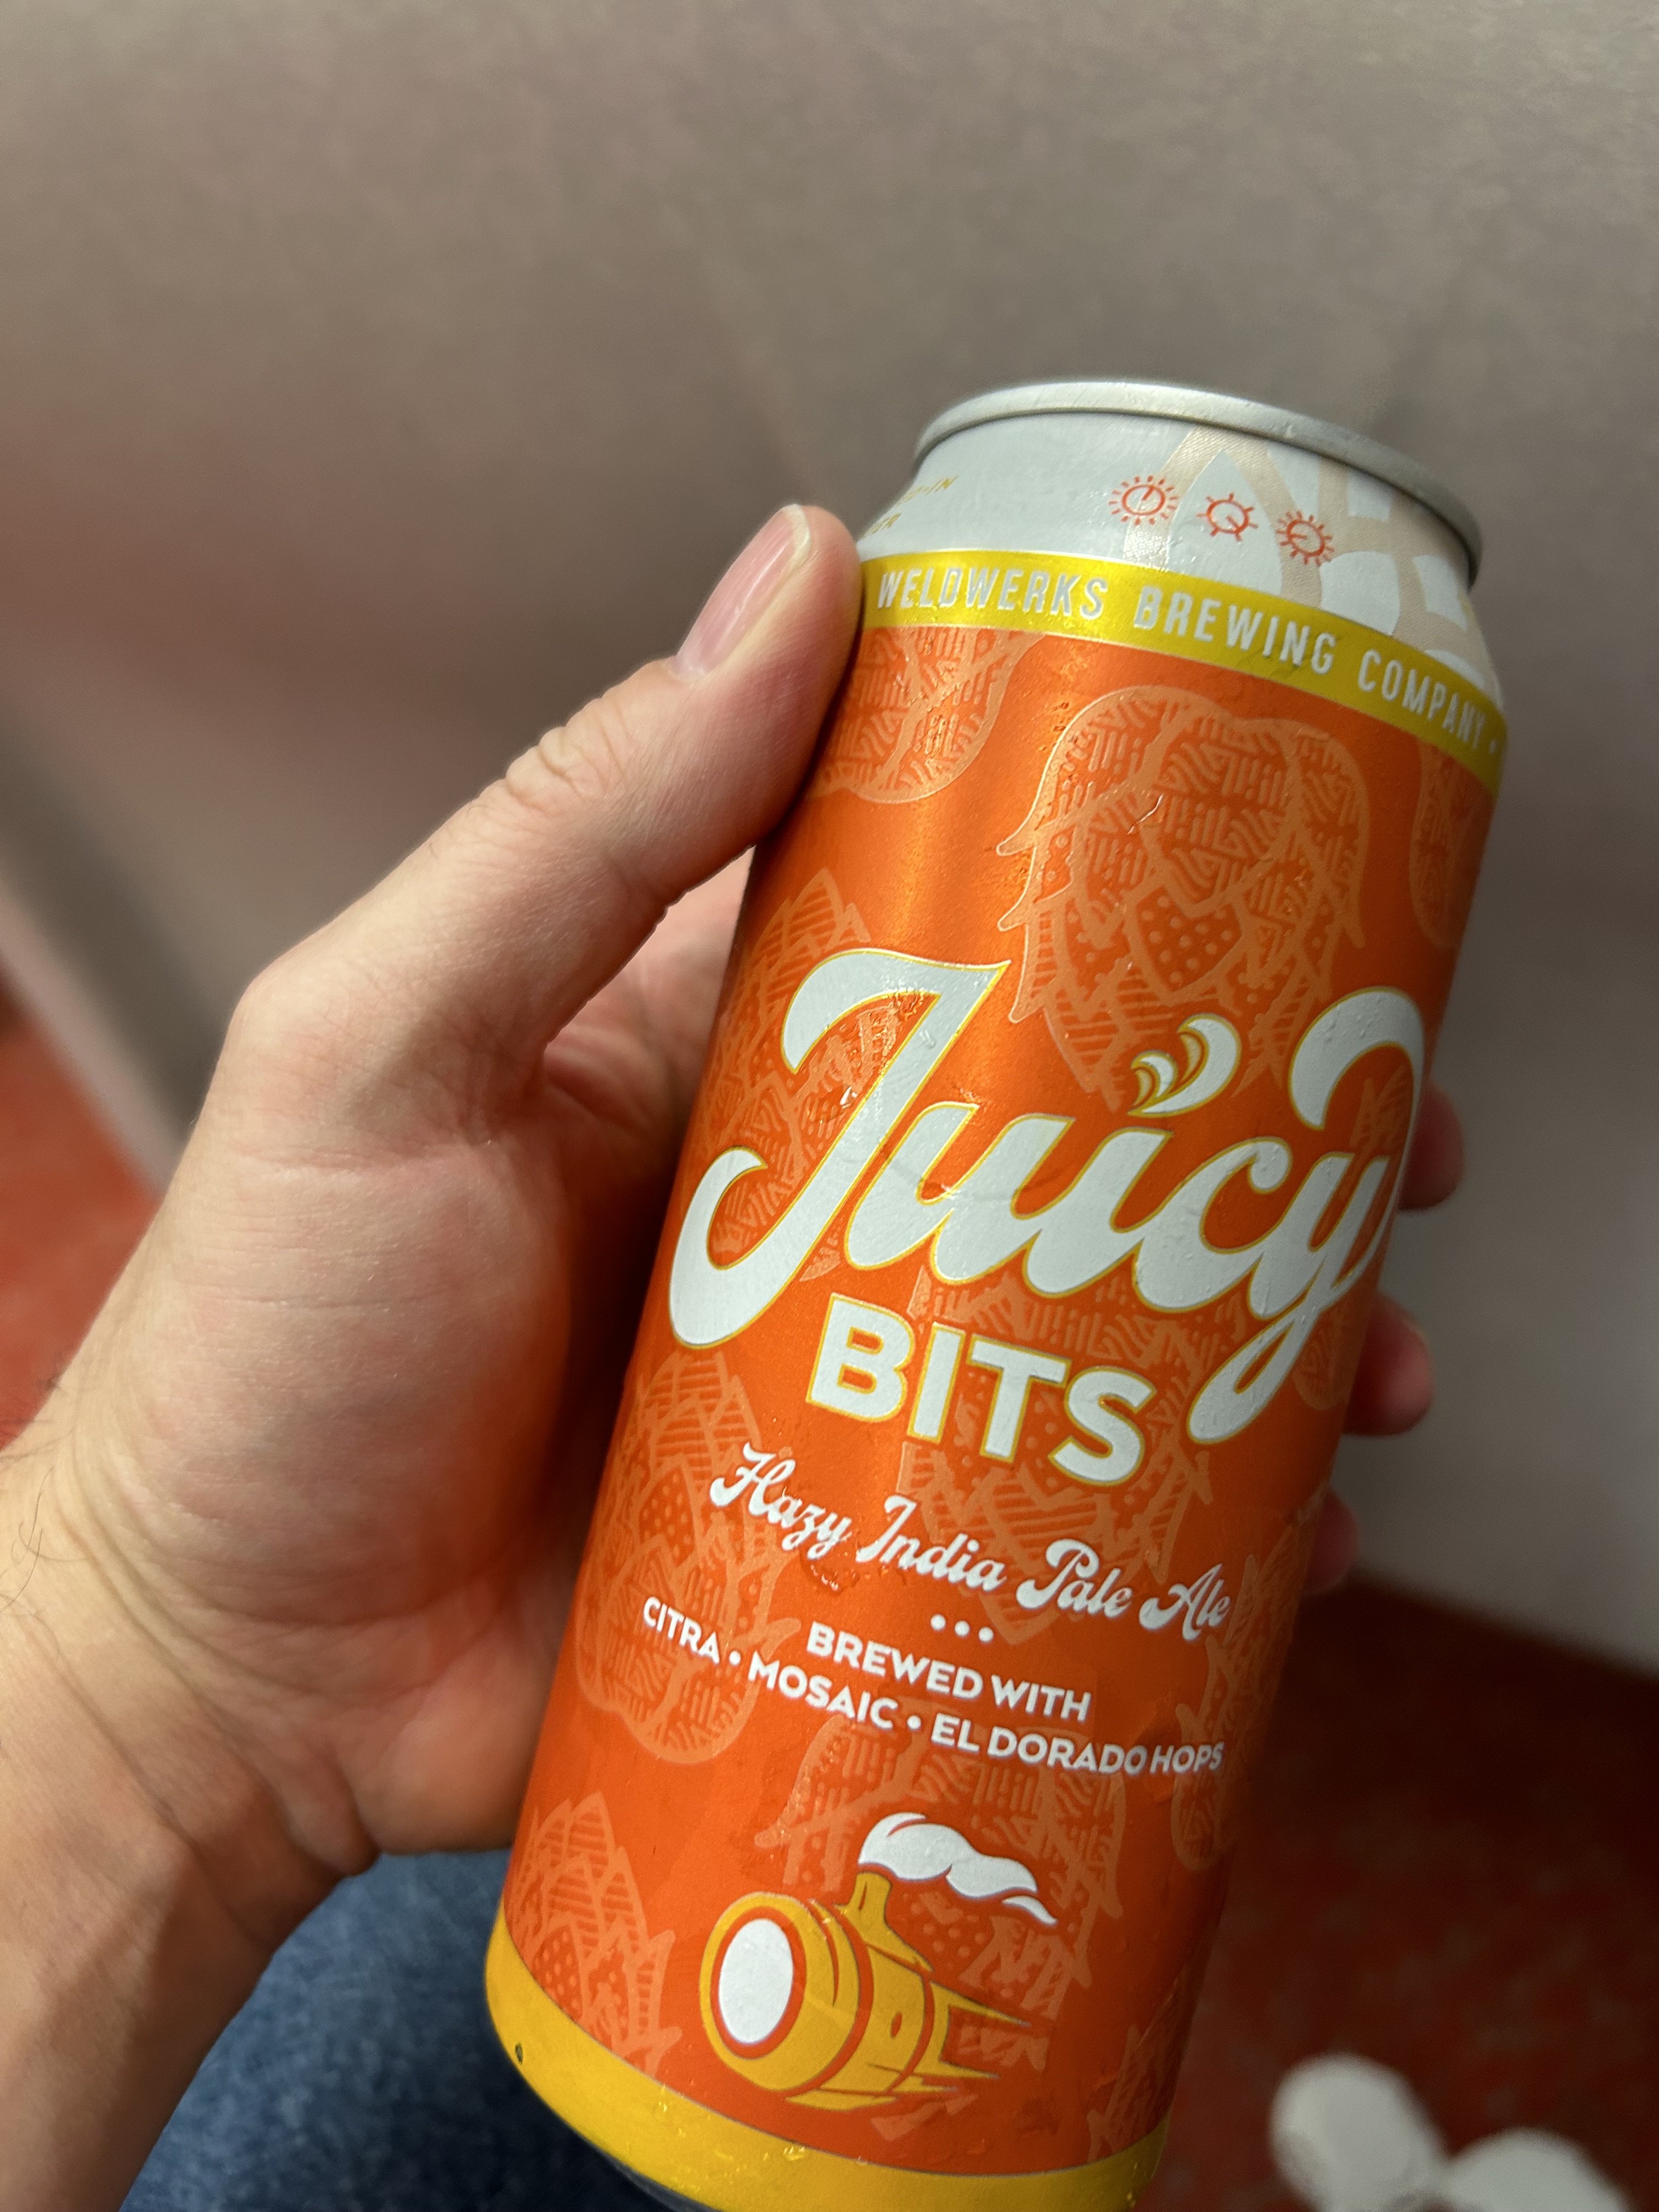 WELDWERKS BREWING COMPANY •
Juicy
BITS
Hazy India Pale Ale
•••
BREWED WITH
CITRA • MOSAIC • EL DORADO HOPS